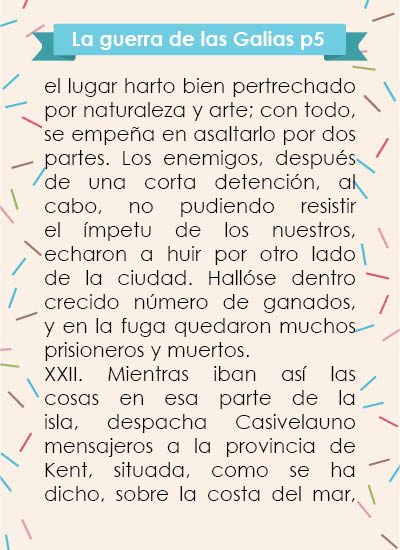 La guerra de las Galias p5
el lugar harto bien pertrechado
por naturaleza y arte; con todo,
se empeña en asaltarlo por dos
partes. Los enemigos, después
de una corta detención, al
cabo, no pudiendo resistir
el ímpetu de los nuestros,
echaron a huir por otro lado
de la ciudad. Hallóse dentro
crecido número de ganados,
y en la fuga quedaron muchos
prisioneros y muertos.
XXII. Mientras iban así las
cosas en esa parte de la
isla, despacha Casivelauno
mensajeros a la provincia de
Kent, situada, como se ha
dicho, sobre la costa del mar,